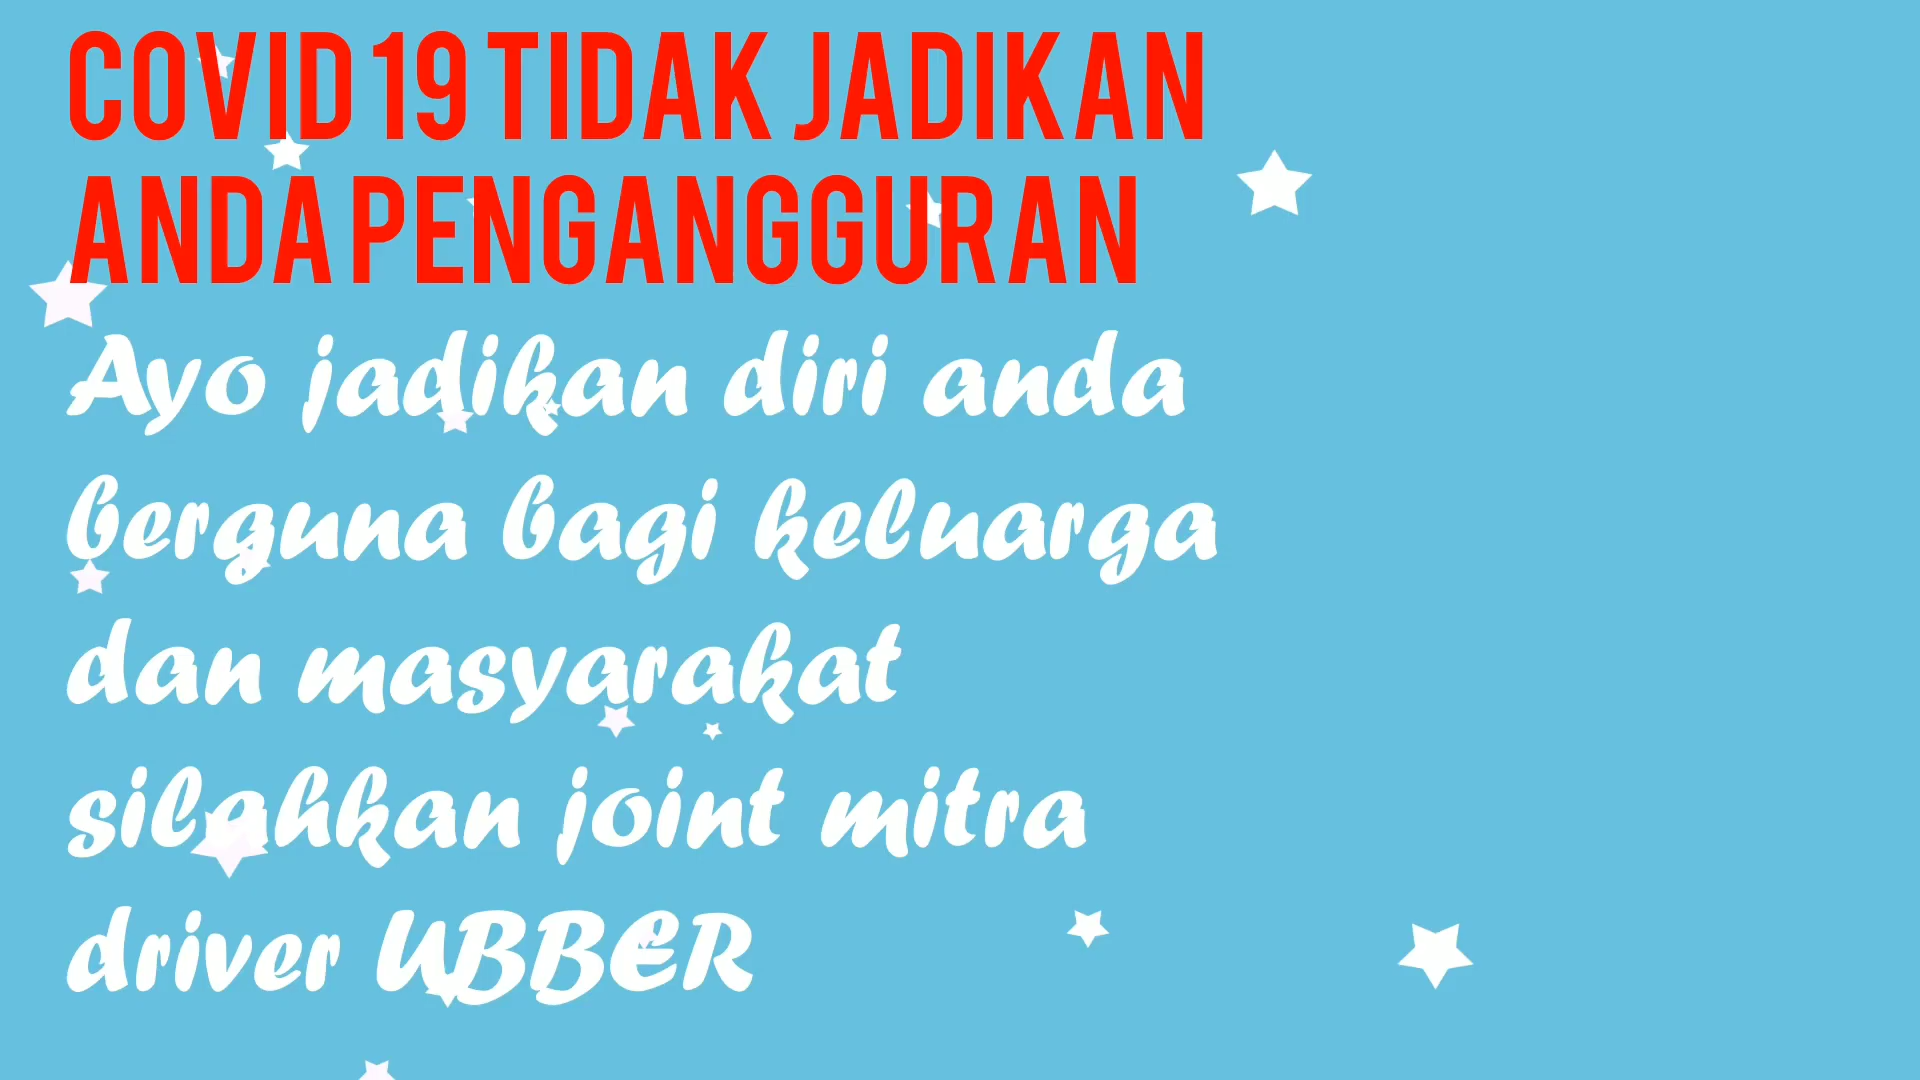 COVID 19 TIDAK JADIKAN
ANDA PENGANGGURAN
Ayo jadikan diri anda
berguna bagi keluarga
dan masyarakat
silahkan joint mitra
driver UBBER